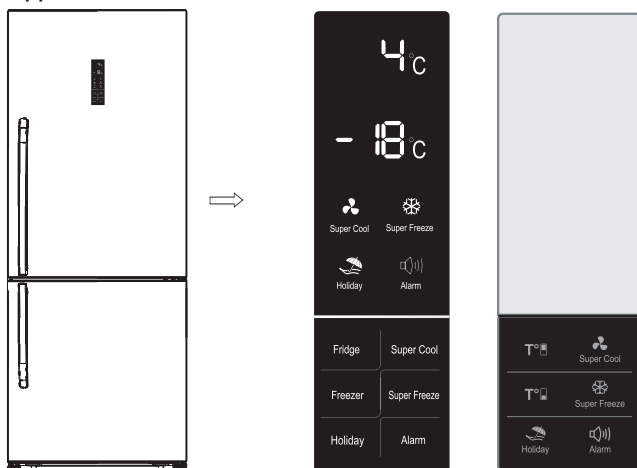 4°C
-18°C
Super Cool Super Freeze
Holiday Alarm
Fridge Super Cool
Freezer Super Freeze
Holiday Alarm
T° Super Cool
T° Super Freeze
Holiday Alarm